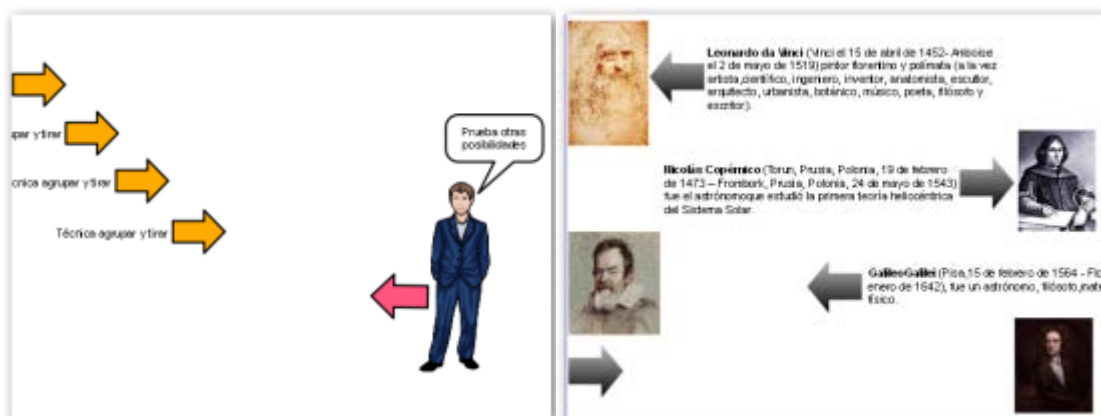 upar y tirar
cnica agrupar y tirar
Técnica agrupar y tirar
Prueba otras
posibilidades
Leonardo da Vinci (Vinci el 15 de abril de 1452- Amboise
el 2 de mayo de 1519) pintor florentino y polímata (a la vez
artista,científico, ingeniero, inventor, anatomista, escultor,
arquitecto, urbanista, botánico, músico, poeta, filósofo y
escritor).
Nicolás Copérnico (Torun, Prusia, Polonia, 19 de febrero
de 1473 – Frombork, Prusia, Polonia, 24 de mayo de 1543)
fue el astrónomoque estudió la primera teoría heliocéntrica
del Sistema Solar.
Galileo Galilei (Pisa,15 de febrero de 1564 - Flo
enero de 1642), fue un astrónomo, filósofo,mate
físico.